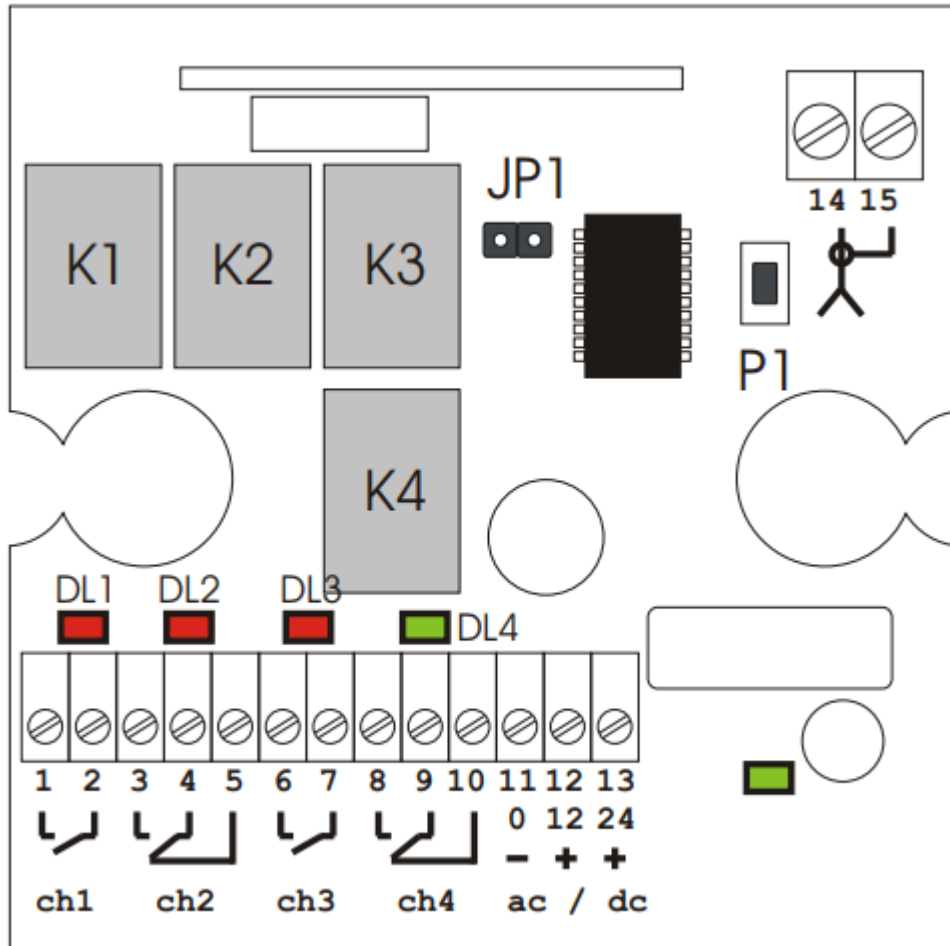 14 15
JP1
K1 K2 K3
P1
K4
DL1 DL2 DL3
DL4
1 2 3 4 5 6 7 8 9 10 11 12 13
0 12 24
- + +
ch1 ch2 ch3 ch4 ac / dc